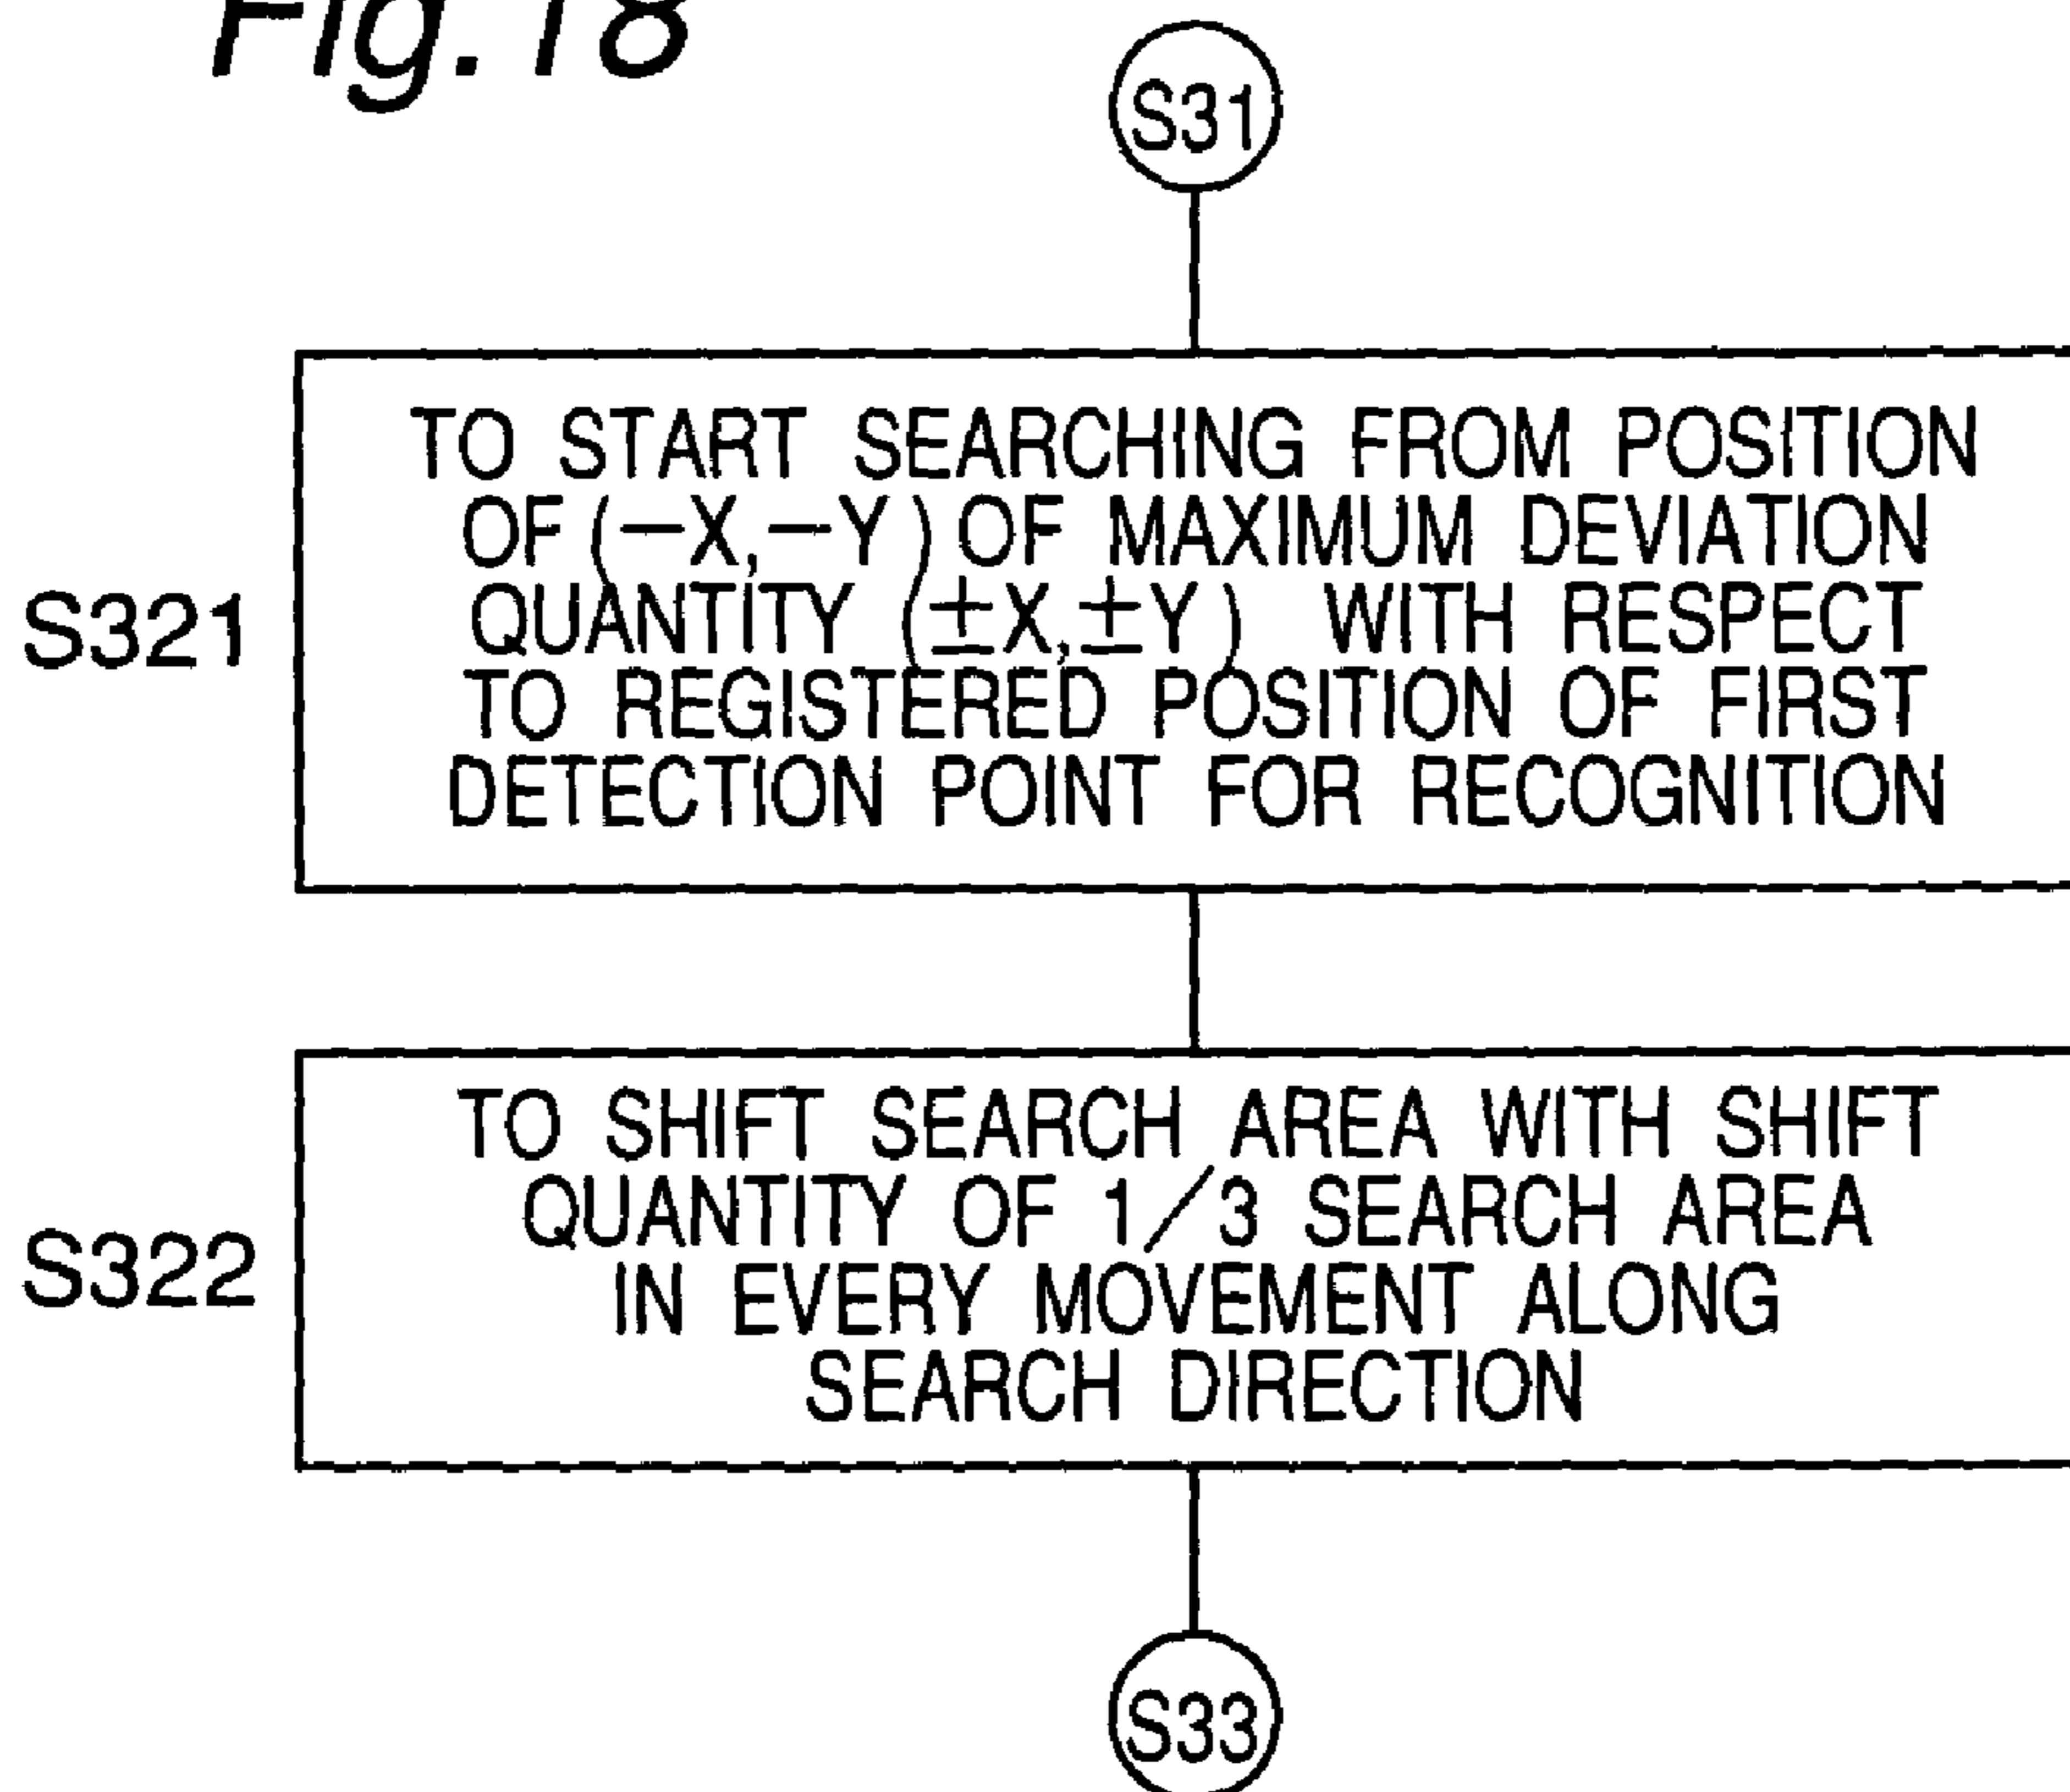 Fig.18
S31
TO START SEARCHING FROM POSITION
OF (−X,−Y) OF MAXIMUM DEVIATION
QUANTITY (±X,±Y) WITH RESPECT
TO REGISTERED POSITION OF FIRST
DETECTION POINT FOR RECOGNITION
S321
TO SHIFT SEARCH AREA WITH SHIFT
QUANTITY OF 1/3 SEARCH AREA
IN EVERY MOVEMENT ALONG
SEARCH DIRECTION
S322
S33